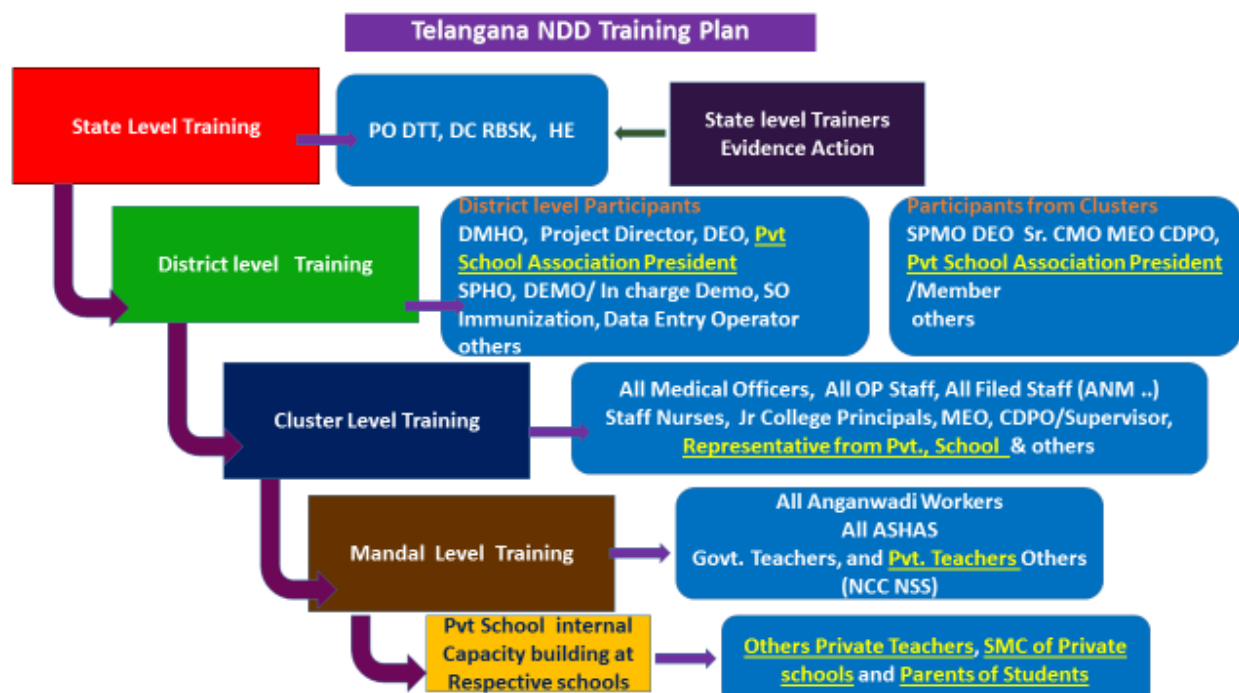 Telangana NDD Training Plan
State Level Training
PO DTT, DC RBSK, HE
State level Trainers
Evidence Action
District level Training
District level Participants
DMHO, Project Director, DEO, Pvt
School Association President
SPHO, DEMO/ In charge Demo, SO
Immunization, Data Entry Operator
others
Participants from Clusters
SPMO DEO Sr. CMO MEO CDPO,
Pvt School Association President
/Member
others
Cluster Level Training
All Medical Officers, All OP Staff, All Filed Staff (ANM ..)
Staff Nurses, Jr College Principals, MEO, CDPO/Supervisor,
Representative from Pvt., School & others
Mandal Level Training
All Anganwadi Workers
All ASHAS
Govt. Teachers, and Pvt. Teachers Others
(NCC NSS)
Pvt School internal
Capacity building at
Respective schools
Others Private Teachers, SMC of Private
schools and Parents of Students